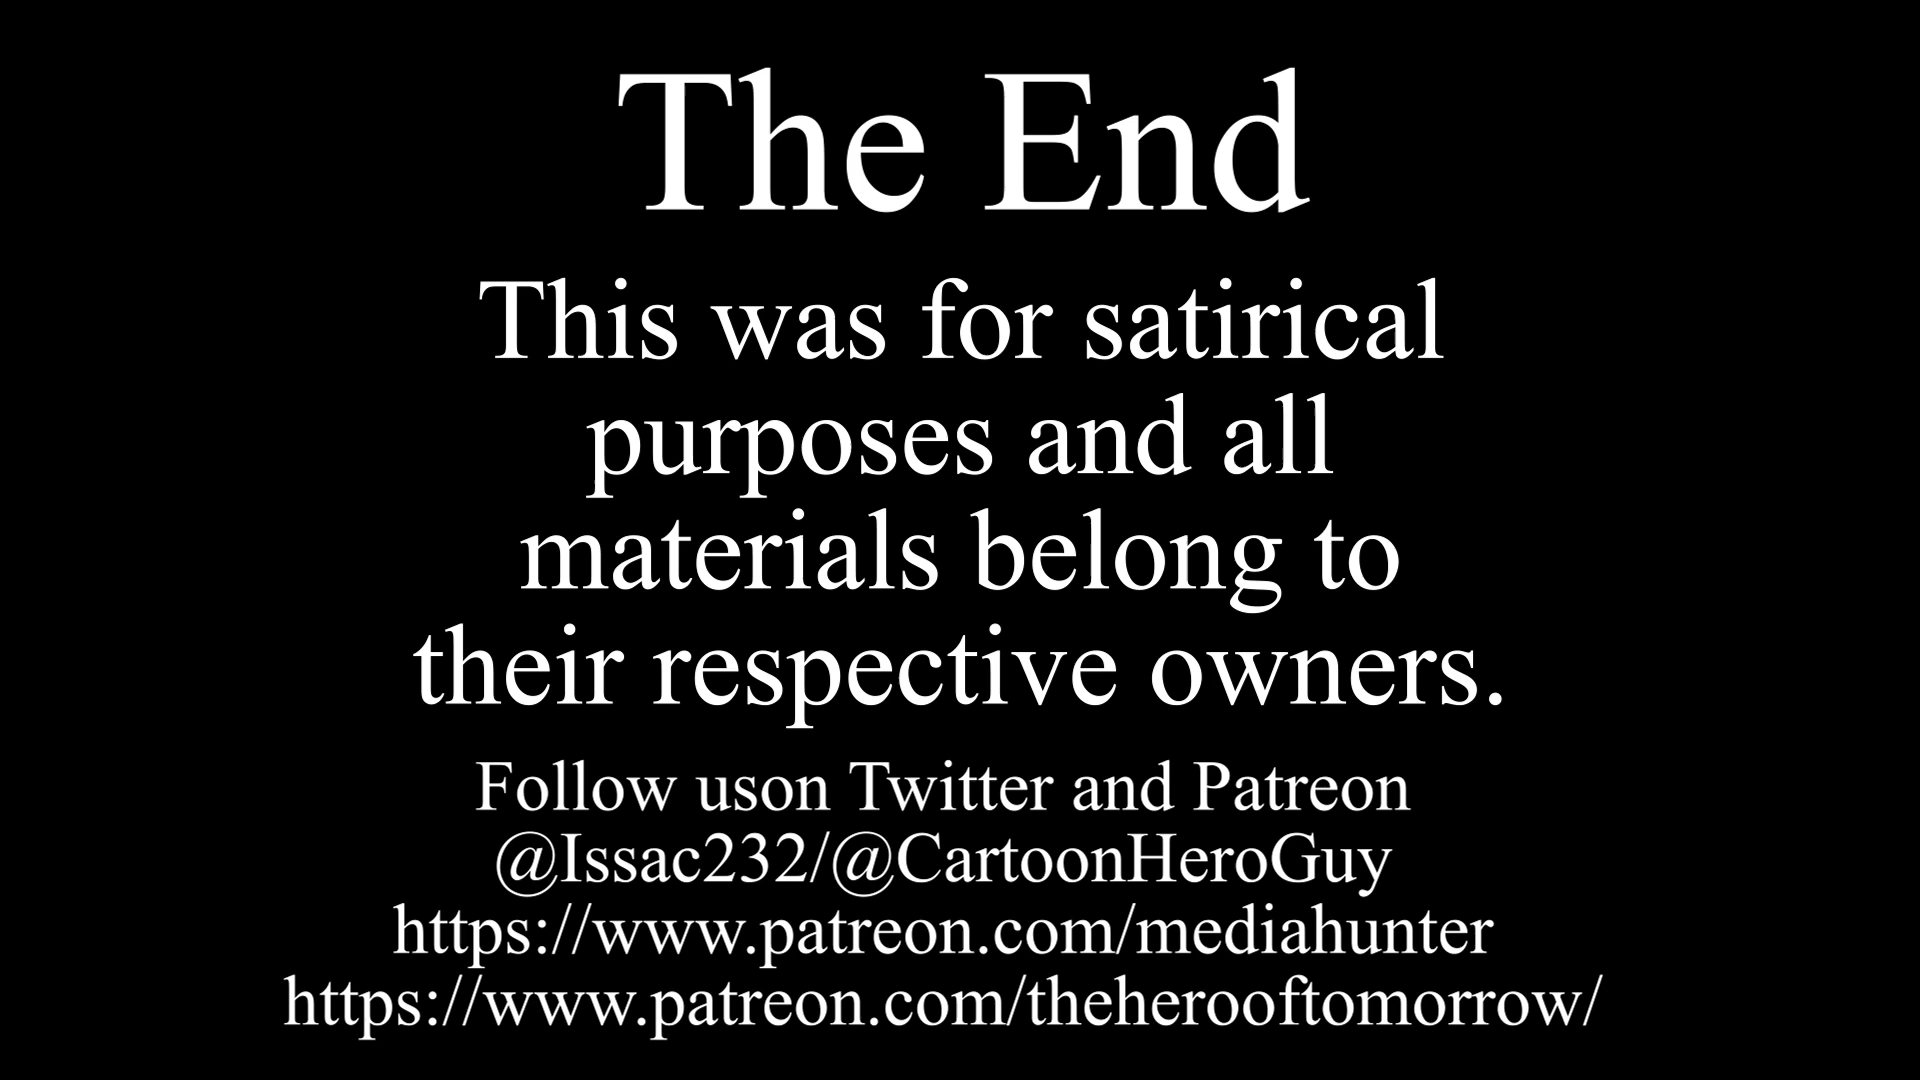 The End
This was for satirical
purposes and all
materials belong to
their respective owners.
Follow uson Twitter and Patreon
@Issac232/@CartoonHeroGuy
https://www.patreon.com/mediahunter
https://www.patreon.com/theherooftomorrow/